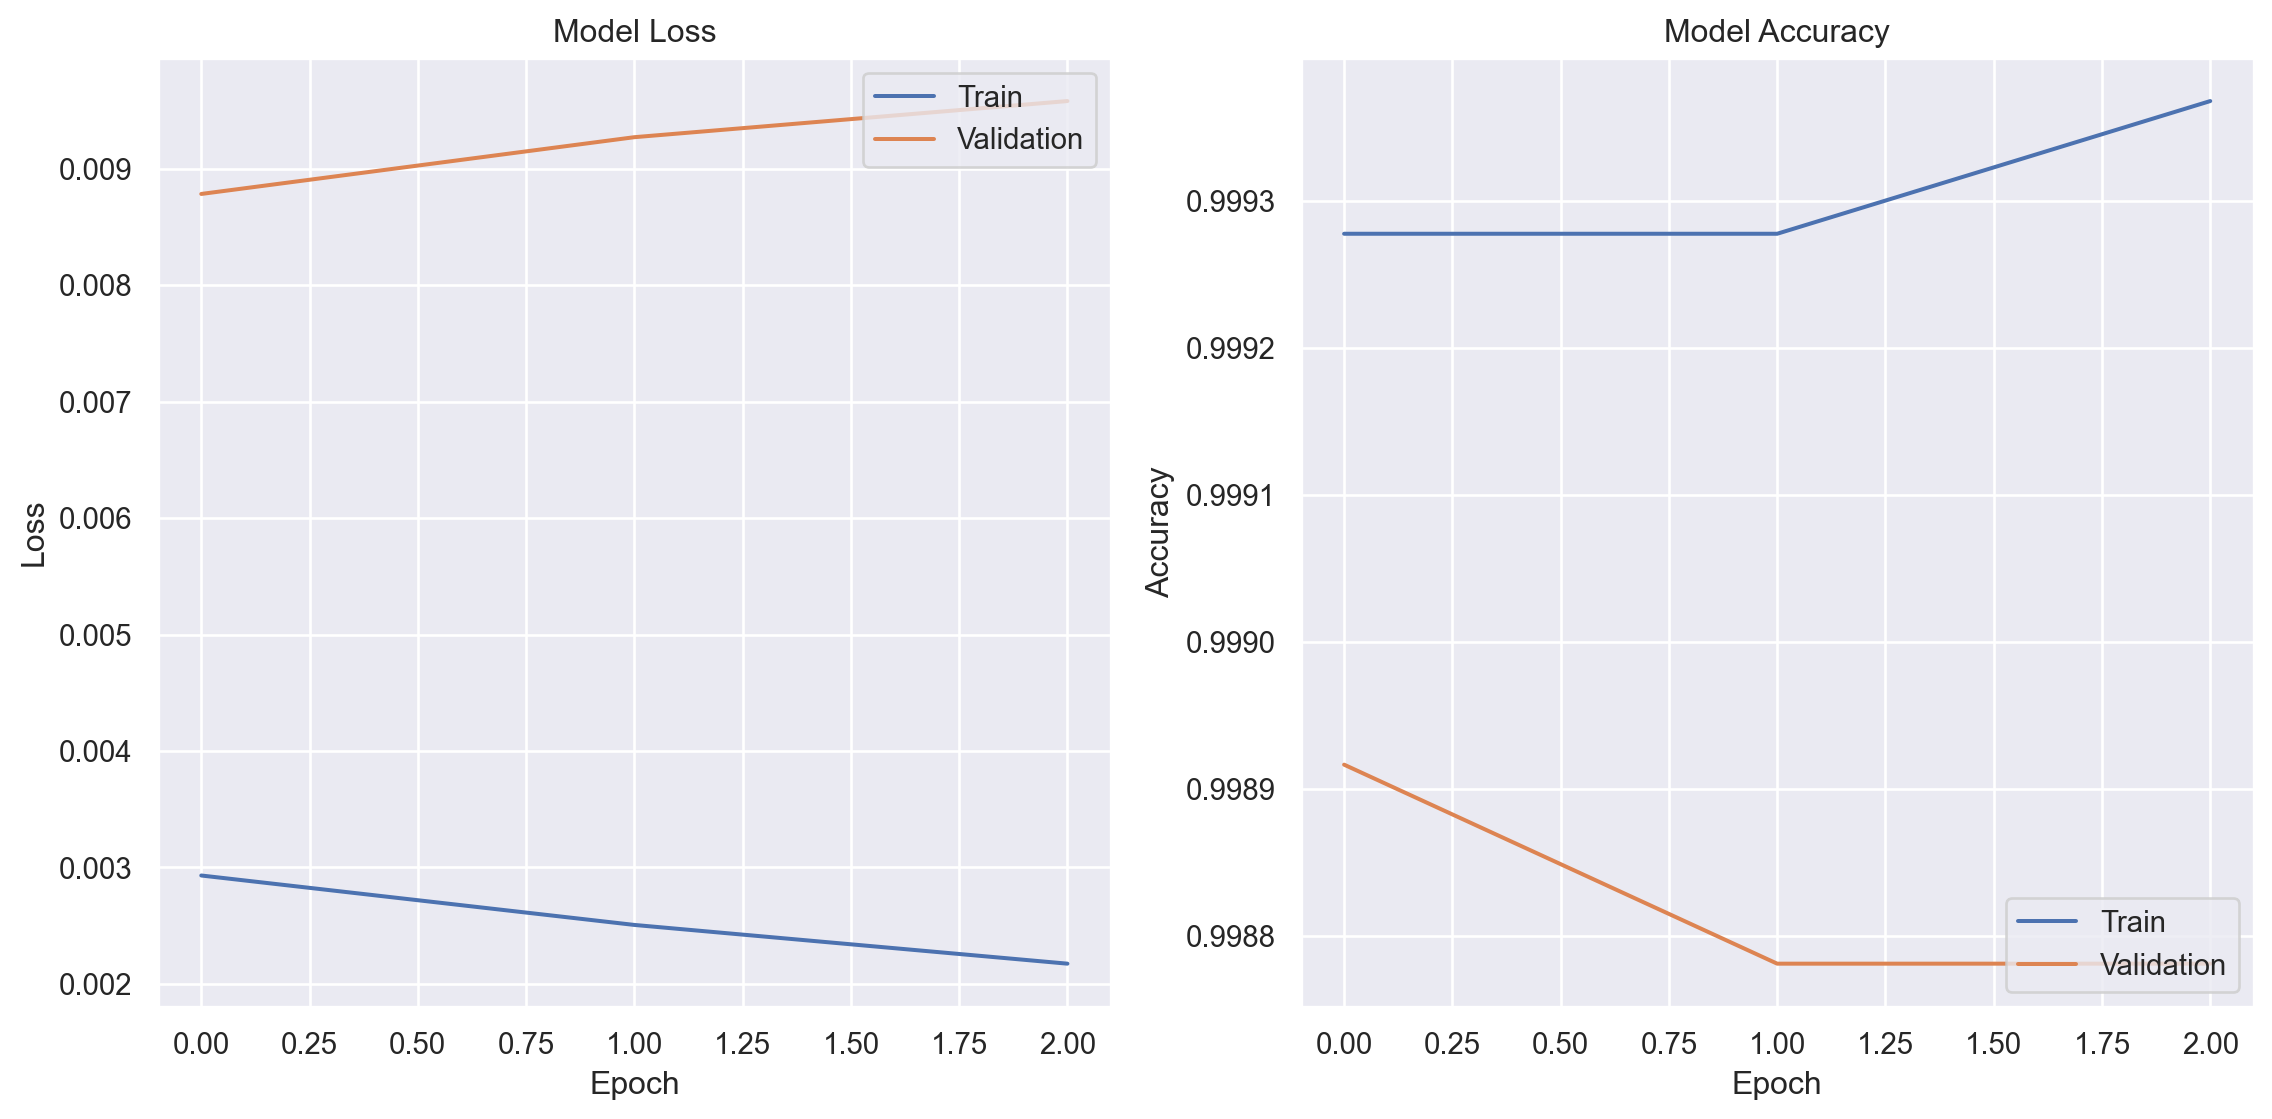 Model Loss
Train
Validation
0.009
0.008
0.007
0.006
0.005
0.004
0.003
0.002
Loss
0.00 0.25 0.50 0.75 1.00 1.25 1.50 1.75 2.00
Epoch
Model Accuracy
0.9993
0.9992
0.9991
0.9990
0.9989
0.9988
Accuracy
Train
Validation
0.00 0.25 0.50 0.75 1.00 1.25 1.50 1.75 2.00
Epoch